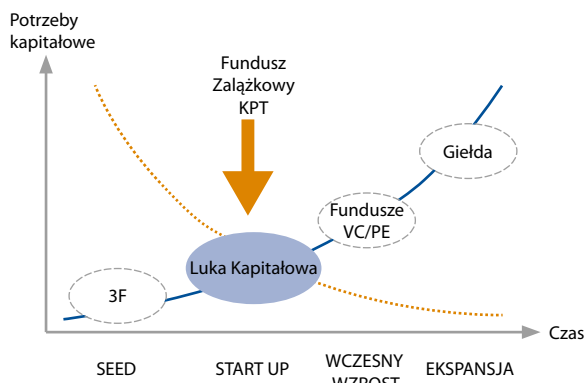 Potrzeby
kapitałowe
Fundusz
Zalążkowy
KPT
Giełda
Fundusze
VC/PE
Luka Kapitałowa
3F
Czas
SEED
START UP
WCZESNY
WZROST
EKSPANSJA